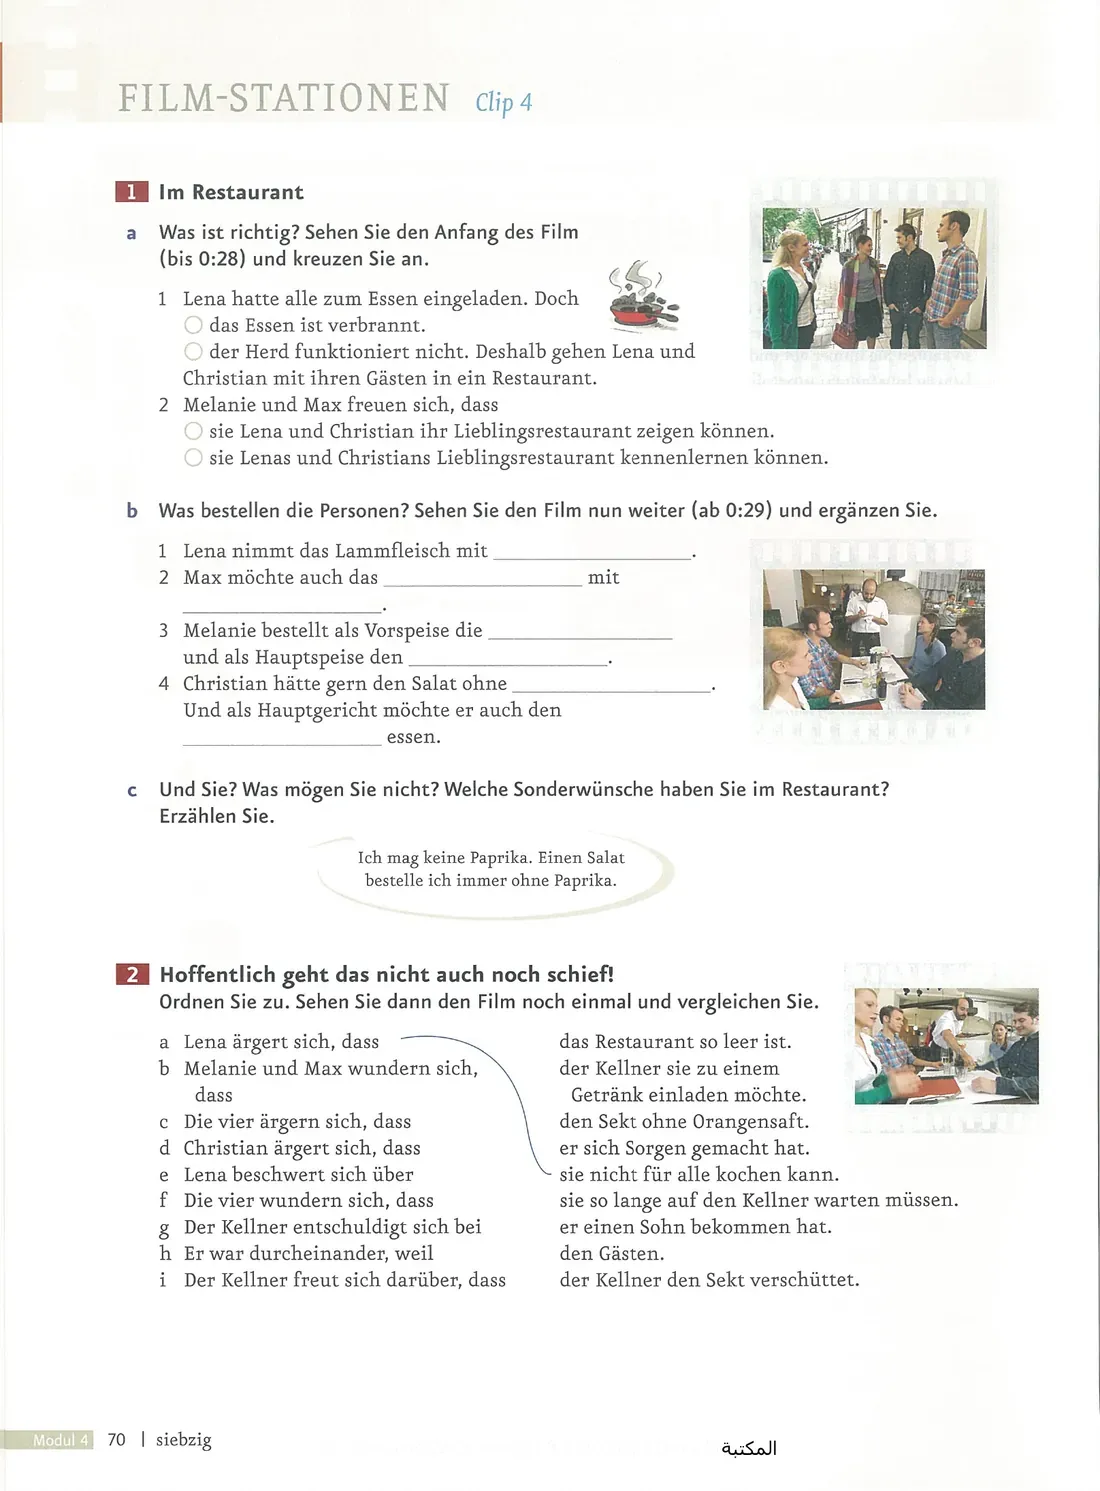 FILM-STATIONEN Clip 4
1 Im Restaurant
a Was ist richtig? Sehen Sie den Anfang des Film
(bis 0:28) und kreuzen Sie an.
1 Lena hatte alle zum Essen eingeladen. Doch
das Essen ist verbrannt.
der Herd funktioniert nicht. Deshalb gehen Lena und
Christian mit ihren Gästen in ein Restaurant.
2 Melanie und Max freuen sich, dass
sie Lena und Christian ihr Lieblingsrestaurant zeigen können.
sie Lenas und Christians Lieblingsrestaurant kennenlernen können.
b Was bestellen die Personen? Sehen Sie den Film nun weiter (ab 0:29) und ergänzen Sie.
1 Lena nimmt das Lammfleisch mit ____________________.
2 Max möchte auch das ____________________ mit
____________________.
3 Melanie bestellt als Vorspeise die ____________________
und als Hauptspeise den ____________________.
4 Christian hätte gern den Salat ohne ____________________.
Und als Hauptgericht möchte er auch den
____________________ essen.
c Und Sie? Was mögen Sie nicht? Welche Sonderwünsche haben Sie im Restaurant?
Erzählen Sie.
Ich mag keine Paprika. Einen Salat
bestelle ich immer ohne Paprika.
2 Hoffentlich geht das nicht auch noch schief!
Ordnen Sie zu. Sehen Sie dann den Film noch einmal und vergleichen Sie.
a Lena ärgert sich, dass
b Melanie und Max wundern sich,
dass
c Die vier ärgern sich, dass
d Christian ärgert sich, dass
e Lena beschwert sich über
f Die vier wundern sich, dass
g Der Kellner entschuldigt sich bei
h Er war durcheinander, weil
i Der Kellner freut sich darüber, dass
das Restaurant so leer ist.
der Kellner sie zu einem
Getränk einladen möchte.
den Sekt ohne Orangensaft.
er sich Sorgen gemacht hat.
sie nicht für alle kochen kann.
sie so lange auf den Kellner warten müssen.
er einen Sohn bekommen hat.
den Gästen.
der Kellner den Sekt verschüttet.
Modul 4 70 | siebzig
المكتبة